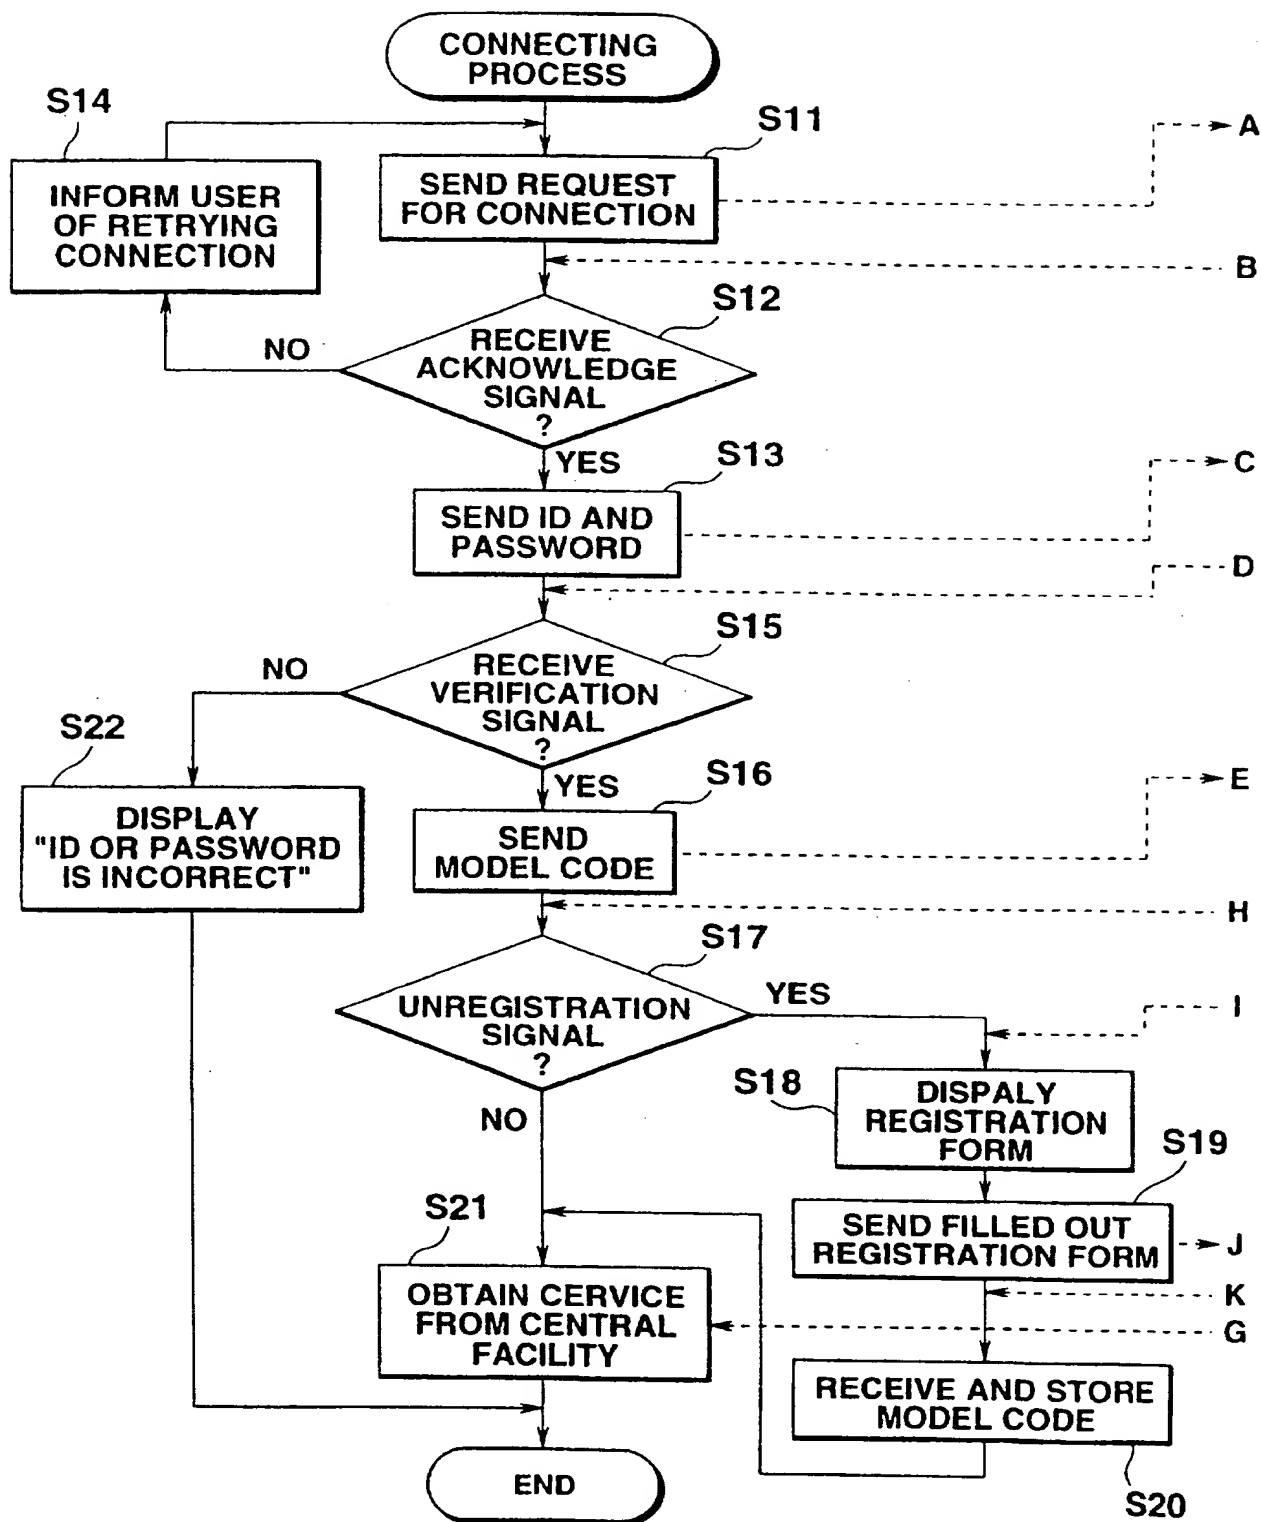 CONNECTING
PROCESS
S14
S11
A
INFORM USER
OF RETRYING
CONNECTION
SEND REQUEST
FOR CONNECTION
B
S12
NO
RECEIVE
ACKNOWLEDGE
SIGNAL
?
YES
S13
C
SEND ID AND
PASSWORD
D
S15
NO
RECEIVE
VERIFICATION
SIGNAL
?
S22
YES
S16
E
DISPLAY
"ID OR PASSWORD
IS INCORRECT"
SEND
MODEL CODE
H
S17
YES
UNREGISTRATION
SIGNAL
?
I
S18
DISPALY
REGISTRATION
FORM
NO
S19
S21
SEND FILLED OUT
REGISTRATION FORM
J
K
OBTAIN CERVICE
FROM CENTRAL
FACILITY
G
RECEIVE AND STORE
MODEL CODE
END
S20